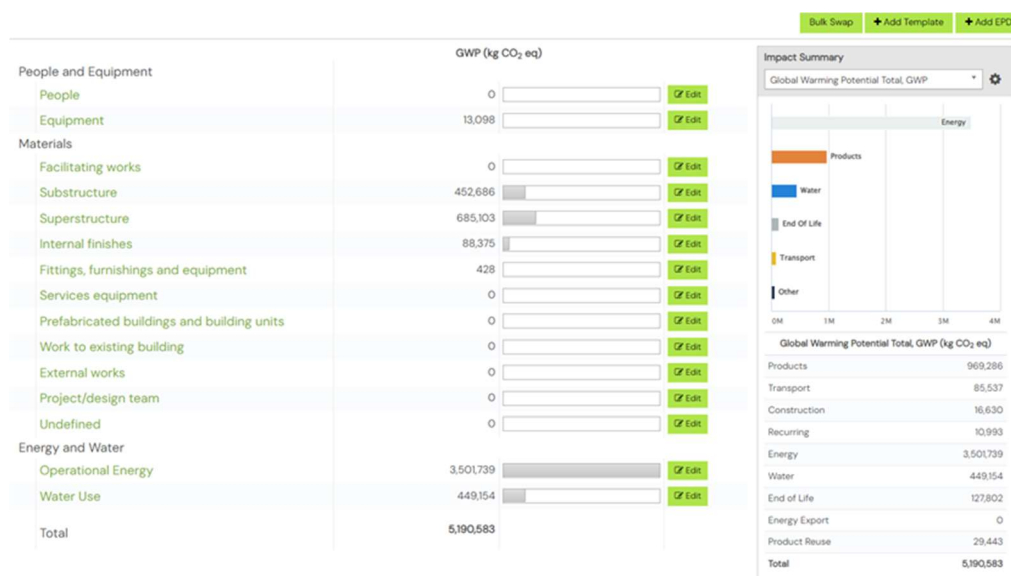 Bulk Swap + Add Template + Add EPD
GWP (kg CO₂ eq)
People and Equipment
People 0 Edit
Equipment 13,098 Edit
Materials
Facilitating works 0 Edit
Substructure 452,686 Edit
Superstructure 685,103 Edit
Internal finishes 88,375 Edit
Fittings, furnishings and equipment 428 Edit
Services equipment 0 Edit
Prefabricated buildings and building units 0 Edit
Work to existing building 0 Edit
External works 0 Edit
Project/design team 0 Edit
Undefined 0 Edit
Energy and Water
Operational Energy 3,501,739 Edit
Water Use 449,154 Edit
Total 5,190,583
Impact Summary
Global Warming Potential Total, GWP
Energy
Products
Water
End Of Life
Transport
Other
0M 1M 2M 3M 4M
Global Warming Potential Total, GWP (kg CO₂ eq)
Products 969,286
Transport 85,537
Construction 16,630
Recurring 10,993
Energy 3,501,739
Water 449,154
End of Life 127,802
Energy Export 0
Product Reuse 29,443
Total 5,190,583